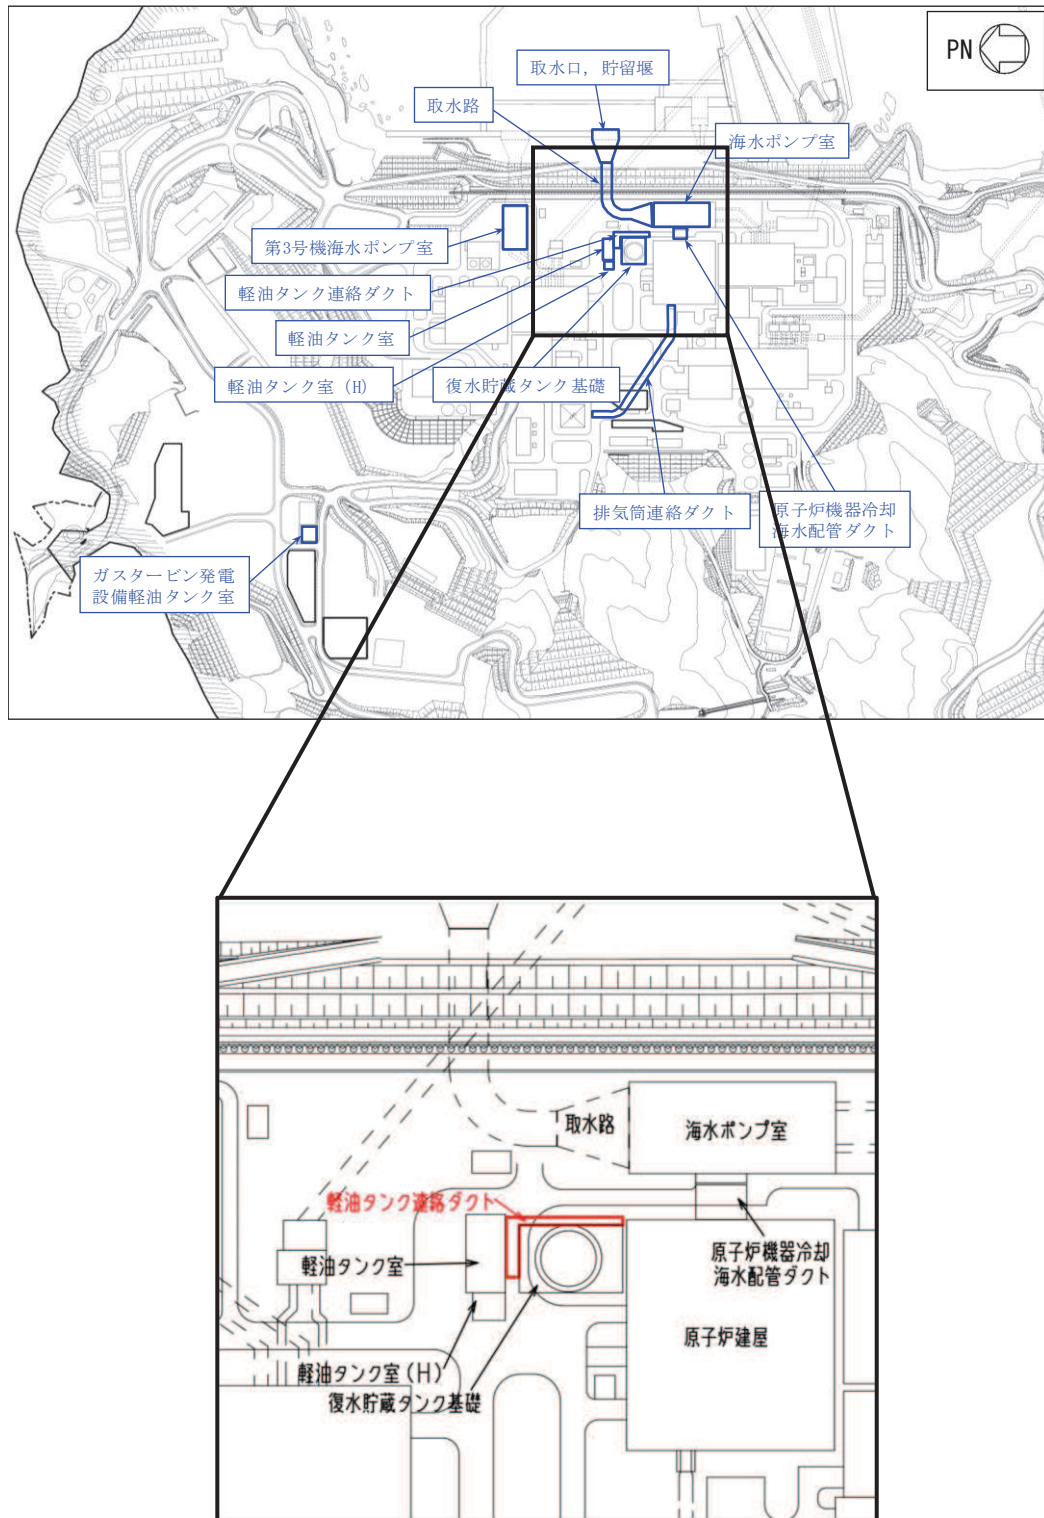 PN
取水口，貯留堰
取水路
海水ポンプ室
第3号機海水ポンプ室
軽油タンク連絡ダクト
軽油タンク室
軽油タンク室（H）
復水貯蔵タンク基礎
排気筒連絡ダクト
原子炉機器冷却
海水配管ダクト
ガスタービン発電
設備軽油タンク室
取水路
海水ポンプ室
軽油タンク連絡ダクト
軽油タンク室
原子炉機器冷却
海水配管ダクト
原子炉建屋
軽油タンク室(H)
復水貯蔵タンク基礎